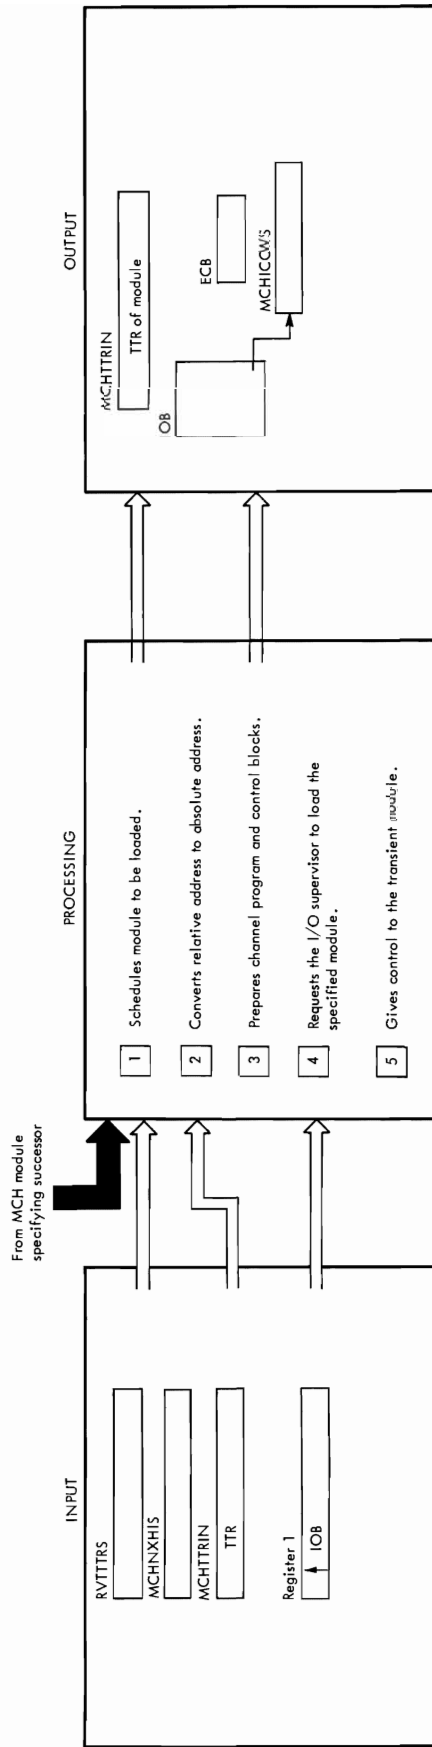 INPUT
RVTTTRS
MCHNXHIS
MCHTTRIN
TTR
Register 1
IOB
From MCH module
specifying successor
PROCESSING
1 Schedules module to be loaded.
2 Converts relative address to absolute address.
3 Prepares channel program and control blocks.
4 Requests the I/O supervisor to load the
specified module.
5 Gives control to the transient module.
OUTPUT
MCHTTRIN
TTR of module
OB
ECB
MCHICCWS